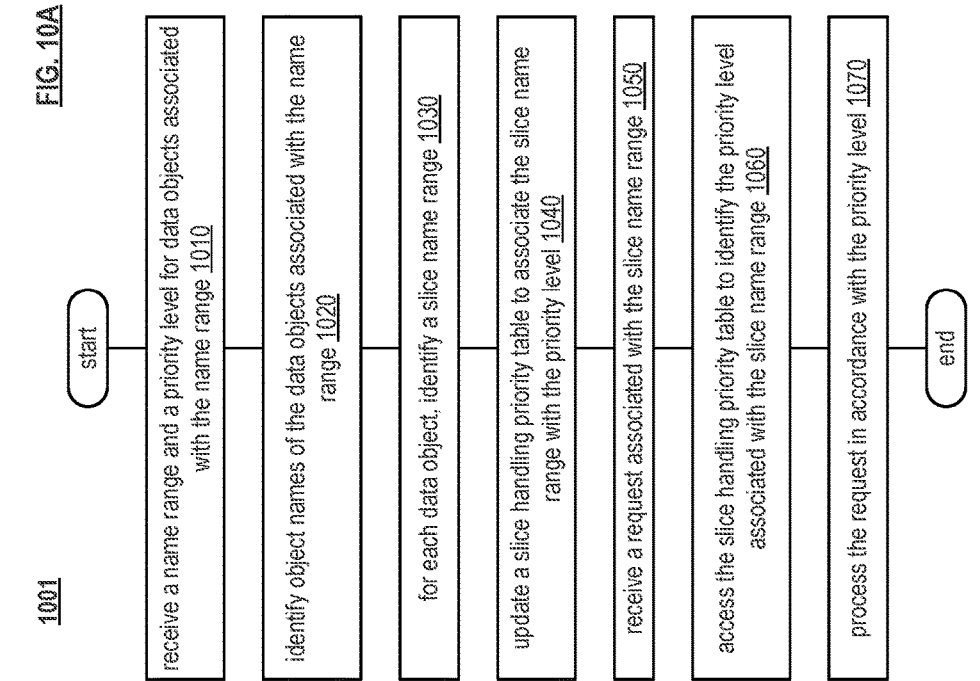 1001
FIG. 10A
start
receive a name range and a priority level for data objects associated
with the name range 1010
identify object names of the data objects associated with the name
range 1020
for each data object, identify a slice name range 1030
update a slice handling priority table to associate the slice name
range with the priority level 1040
receive a request associated with the slice name range 1050
access the slice handling priority table to identify the priority level
associated with the slice name range 1060
process the request in accordance with the priority level 1070
end